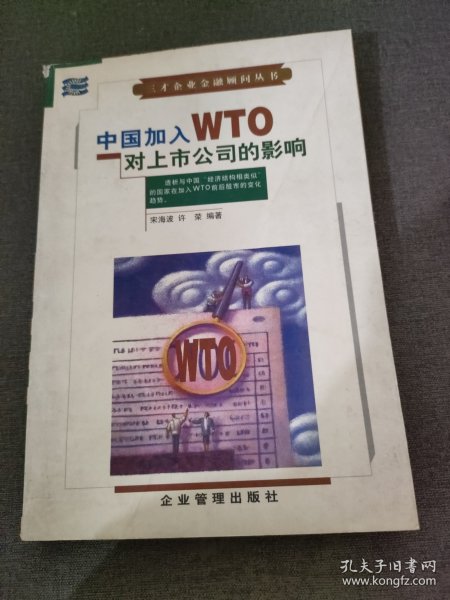 三才企业金融顾问丛书
中国加入WTO
对上市公司的影响
透析与中国“经济结构相类似”
的国家在加入WTO前后股市的变化
趋势。
宋海波 许 荣 编著
WTO
企业管理出版社
孔夫子旧书网
www.kongfz.com